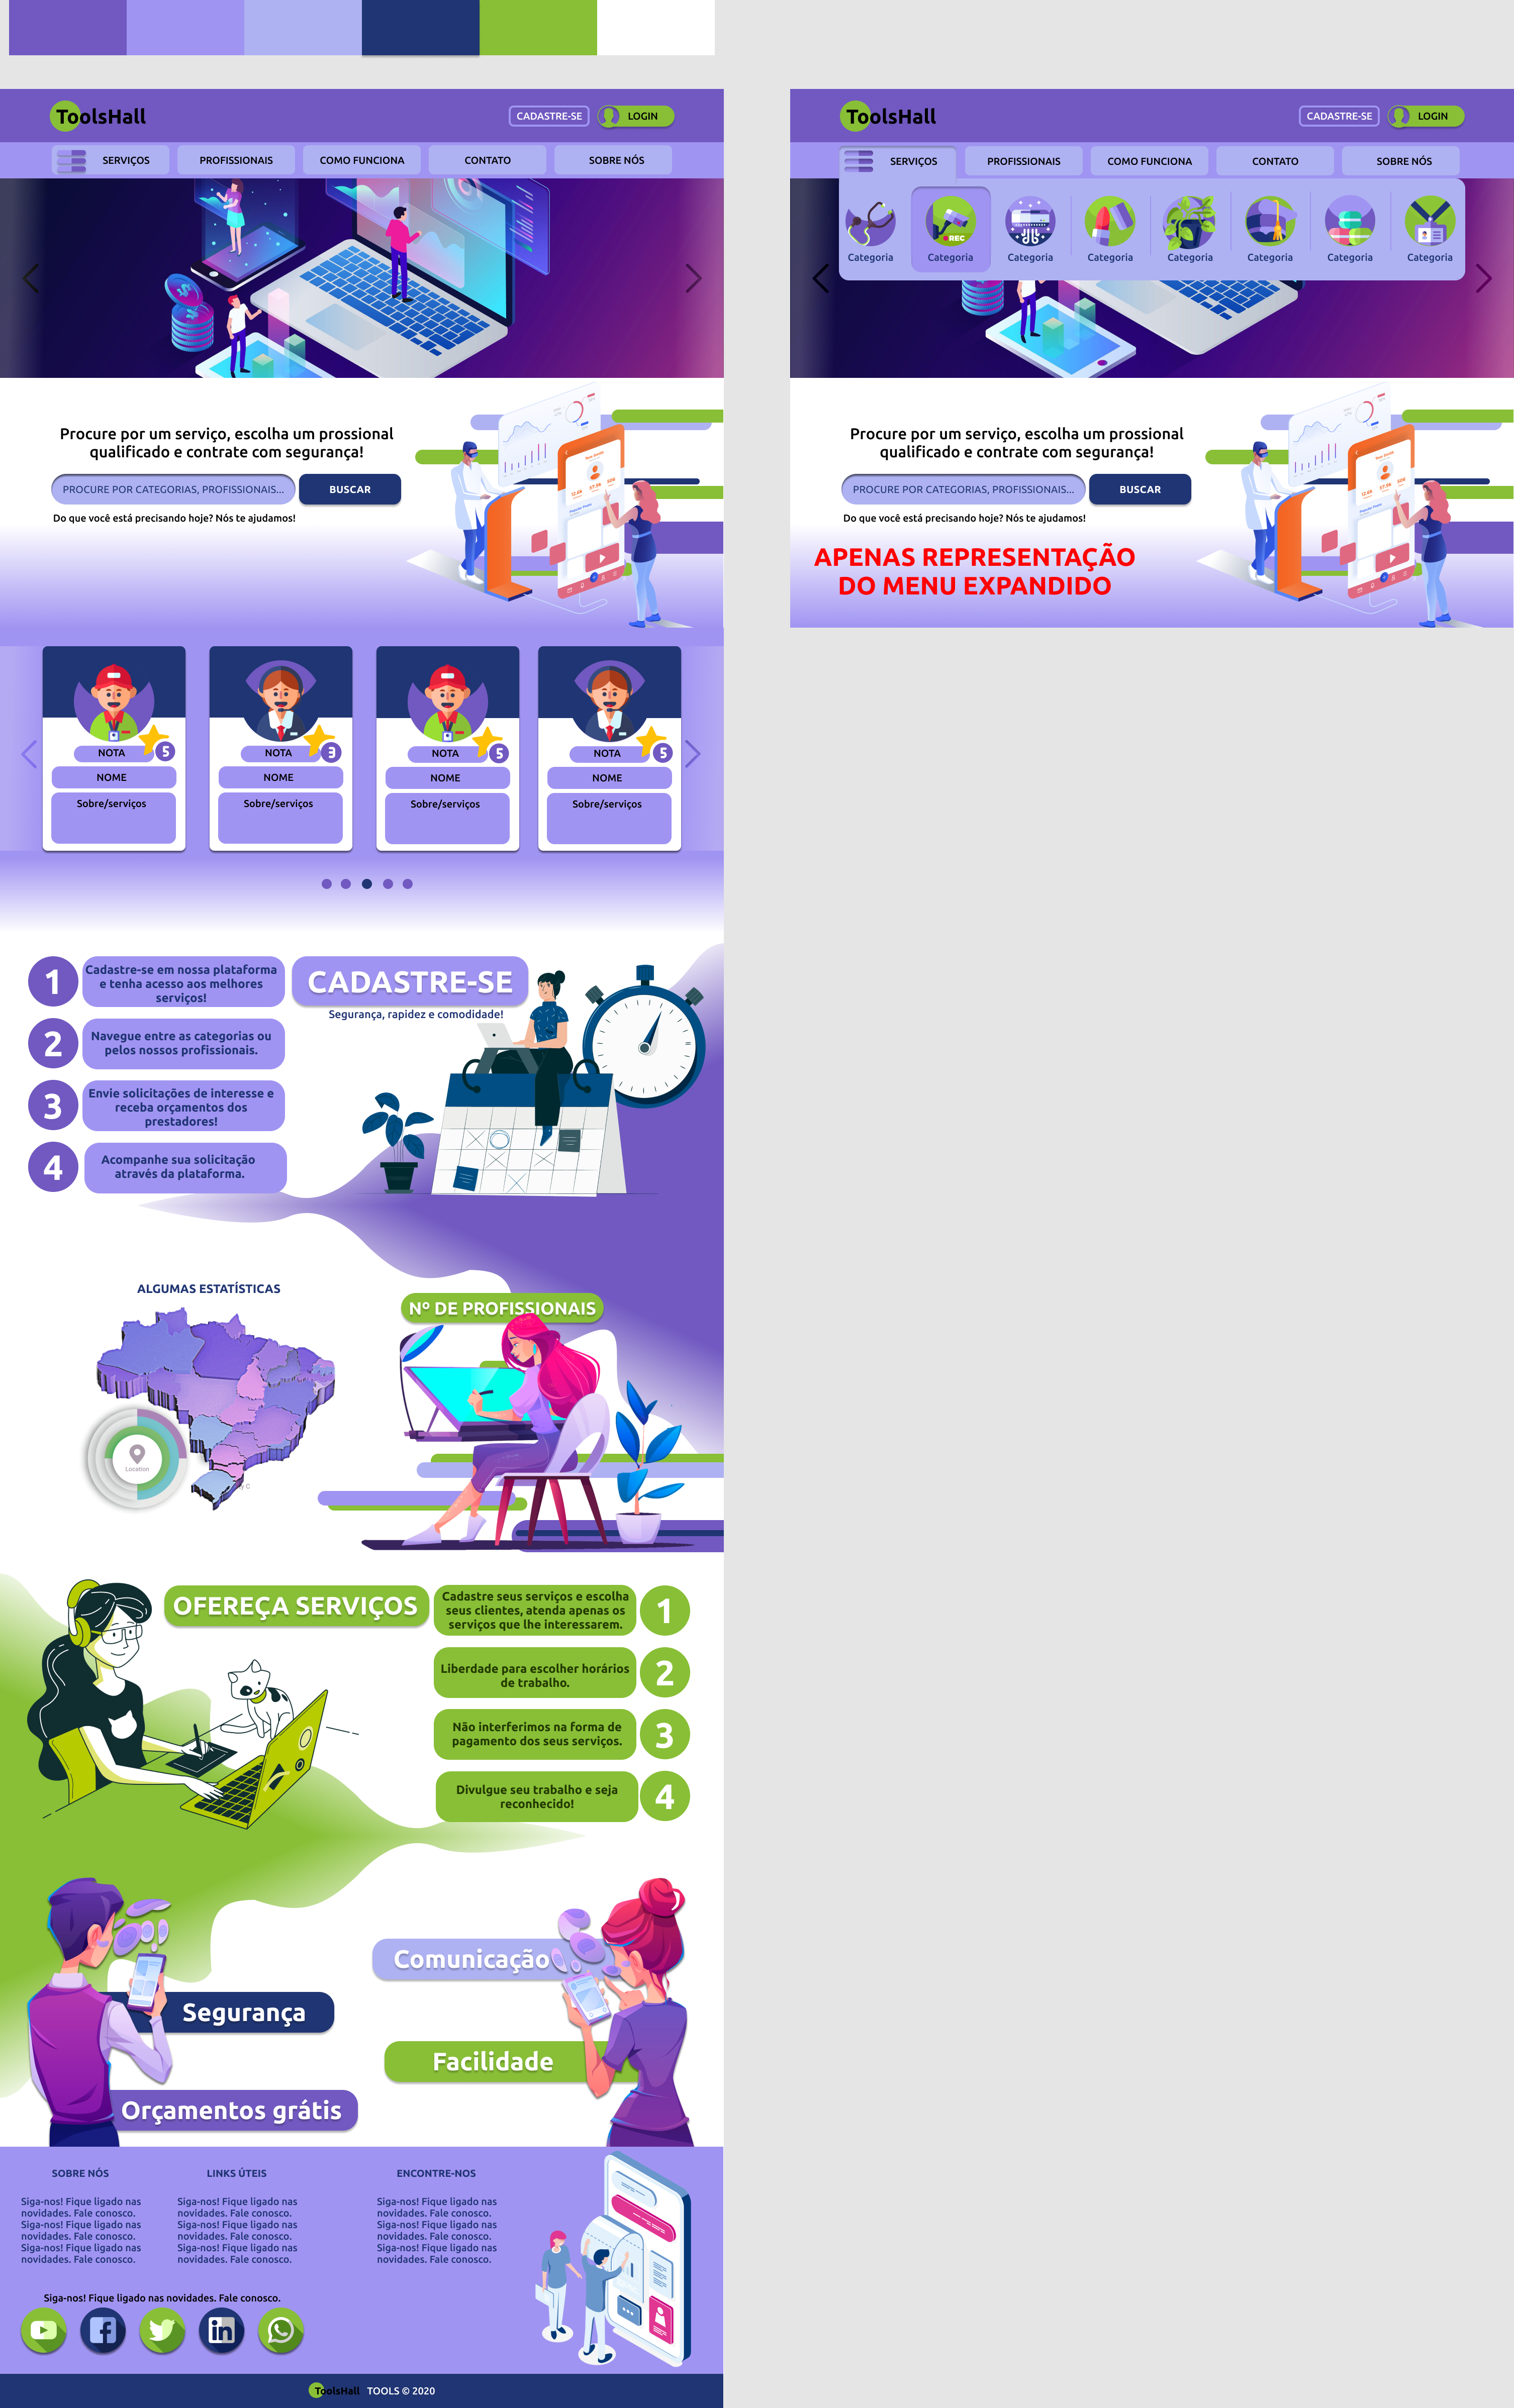 ToolsHall
CADASTRE-SE
LOGIN
SERVIÇOS
PROFISSIONAIS
COMO FUNCIONA
CONTATO
SOBRE NÓS
Procure por um serviço, escolha um prossional
qualificado e contrate com segurança!
PROCURE POR CATEGORIAS, PROFISSIONAIS...
BUSCAR
Do que você está precisando hoje? Nós te ajudamos!
NOTA
5
NOME
Sobre/serviços
NOTA
3
NOME
Sobre/serviços
NOTA
5
NOME
Sobre/serviços
NOTA
5
NOME
Sobre/serviços
1
Cadastre-se em nossa plataforma
e tenha acesso aos melhores
serviços!
2
Navegue entre as categorias ou
pelos nossos profissionais.
3
Envie solicitações de interesse e
receba orçamentos dos
prestadores!
4
Acompanhe sua solicitação
através da plataforma.
CADASTRE-SE
Segurança, rapidez e comodidade!
ALGUMAS ESTATÍSTICAS
Location
Nº DE PROFISSIONAIS
OFEREÇA SERVIÇOS
Cadastre seus serviços e escolha
seus clientes, atenda apenas os
serviços que lhe interessarem.
1
Liberdade para escolher horários
de trabalho.
2
Não interferimos na forma de
pagamento dos seus serviços.
3
Divulgue seu trabalho e seja
reconhecido!
4
Comunicação
Segurança
Facilidade
Orçamentos grátis
SOBRE NÓS
Siga-nos! Fique ligado nas
novidades. Fale conosco.
Siga-nos! Fique ligado nas
novidades. Fale conosco.
Siga-nos! Fique ligado nas
novidades. Fale conosco.
LINKS ÚTEIS
Siga-nos! Fique ligado nas
novidades. Fale conosco.
Siga-nos! Fique ligado nas
novidades. Fale conosco.
Siga-nos! Fique ligado nas
novidades. Fale conosco.
ENCONTRE-NOS
Siga-nos! Fique ligado nas
novidades. Fale conosco.
Siga-nos! Fique ligado nas
novidades. Fale conosco.
Siga-nos! Fique ligado nas
novidades. Fale conosco.
Siga-nos! Fique ligado nas novidades. Fale conosco.
ToolsHall TOOLS © 2020
ToolsHall
CADASTRE-SE
LOGIN
SERVIÇOS
PROFISSIONAIS
COMO FUNCIONA
CONTATO
SOBRE NÓS
REC
Categoria
Categoria
Categoria
Categoria
Categoria
Categoria
Categoria
Categoria
Procure por um serviço, escolha um prossional
qualificado e contrate com segurança!
PROCURE POR CATEGORIAS, PROFISSIONAIS...
BUSCAR
Do que você está precisando hoje? Nós te ajudamos!
APENAS REPRESENTAÇÃO
DO MENU EXPANDIDO